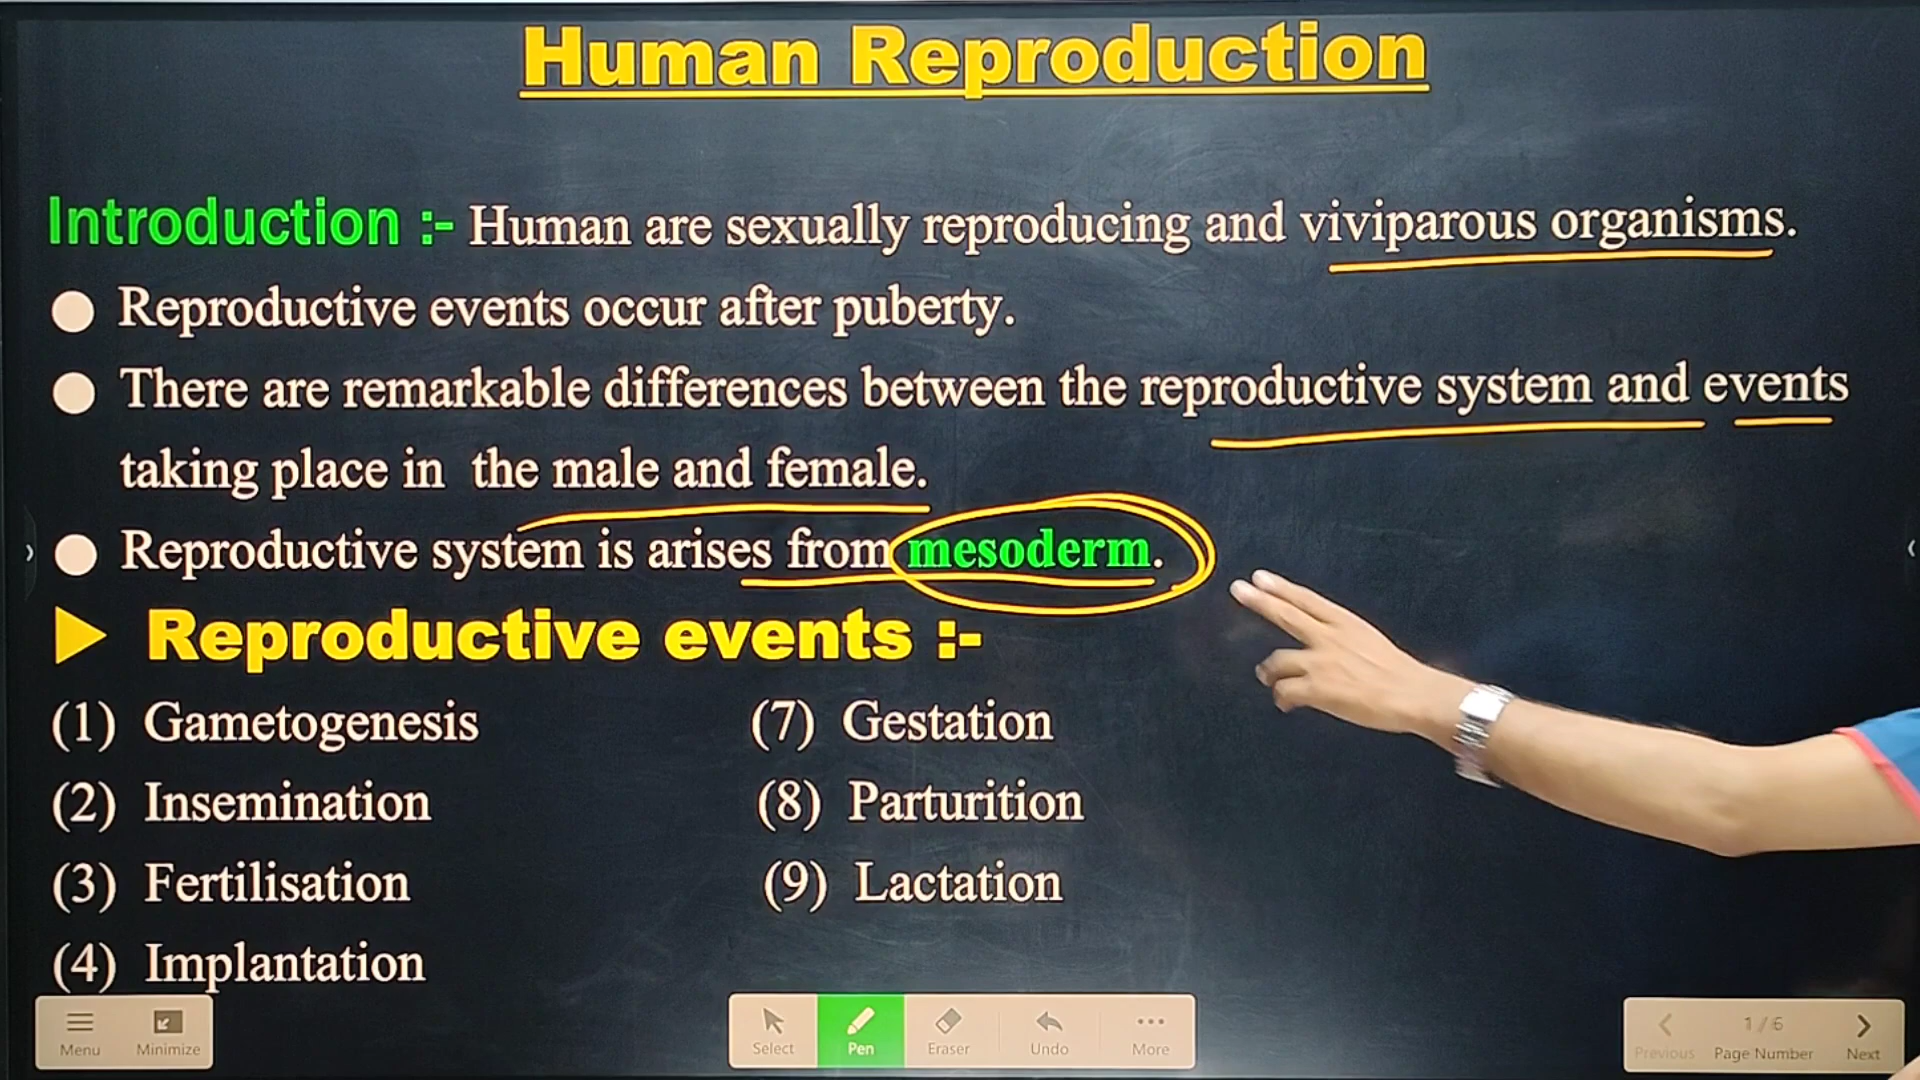 Human Reproduction
Introduction :- Human are sexually reproducing and viviparous organisms.
Reproductive events occur after puberty.
There are remarkable differences between the reproductive system and events
taking place in the male and female.
Reproductive system is arises from mesoderm.
Reproductive events :-
(1) Gametogenesis
(2) Insemination
(3) Fertilisation
(4) Implantation
(7) Gestation
(8) Parturition
(9) Lactation
Menu Minimize
Select Pen Eraser Undo More
1 / 6
Previous Page Number Next